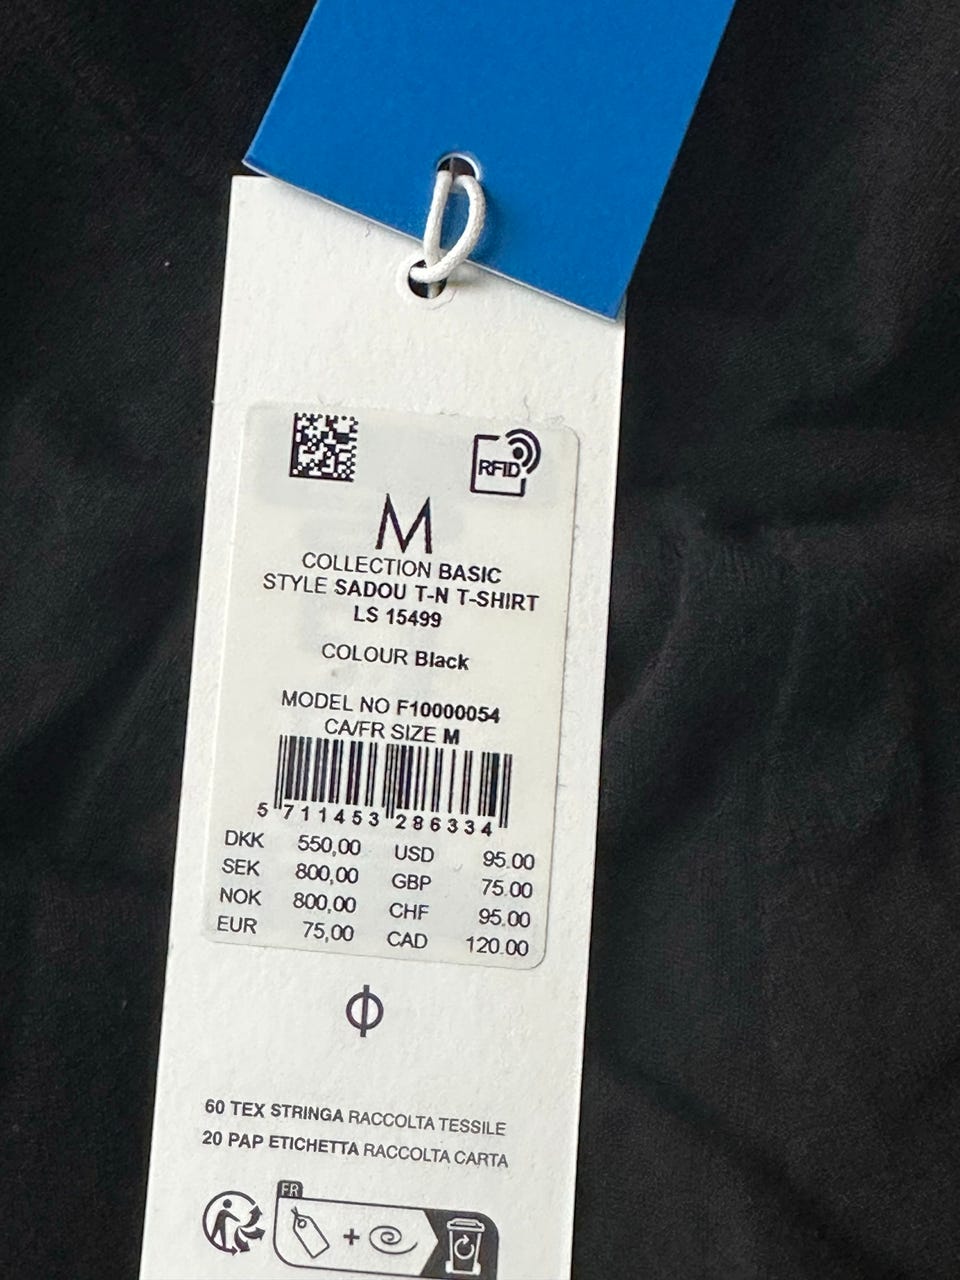 RFID
M
COLLECTION BASIC
STYLE SADOU T-N T-SHIRT
LS 15499
COLOUR Black
MODEL NO F10000054
CA/FR SIZE M
5 711453 286334
DKK 550,00 USD 95.00
SEK 800,00 GBP 75.00
NOK 800,00 CHF 95.00
EUR 75,00 CAD 120.00
60 TEX STRINGA RACCOLTA TESSILE
20 PAP ETICHETTA RACCOLTA CARTA
FR
+